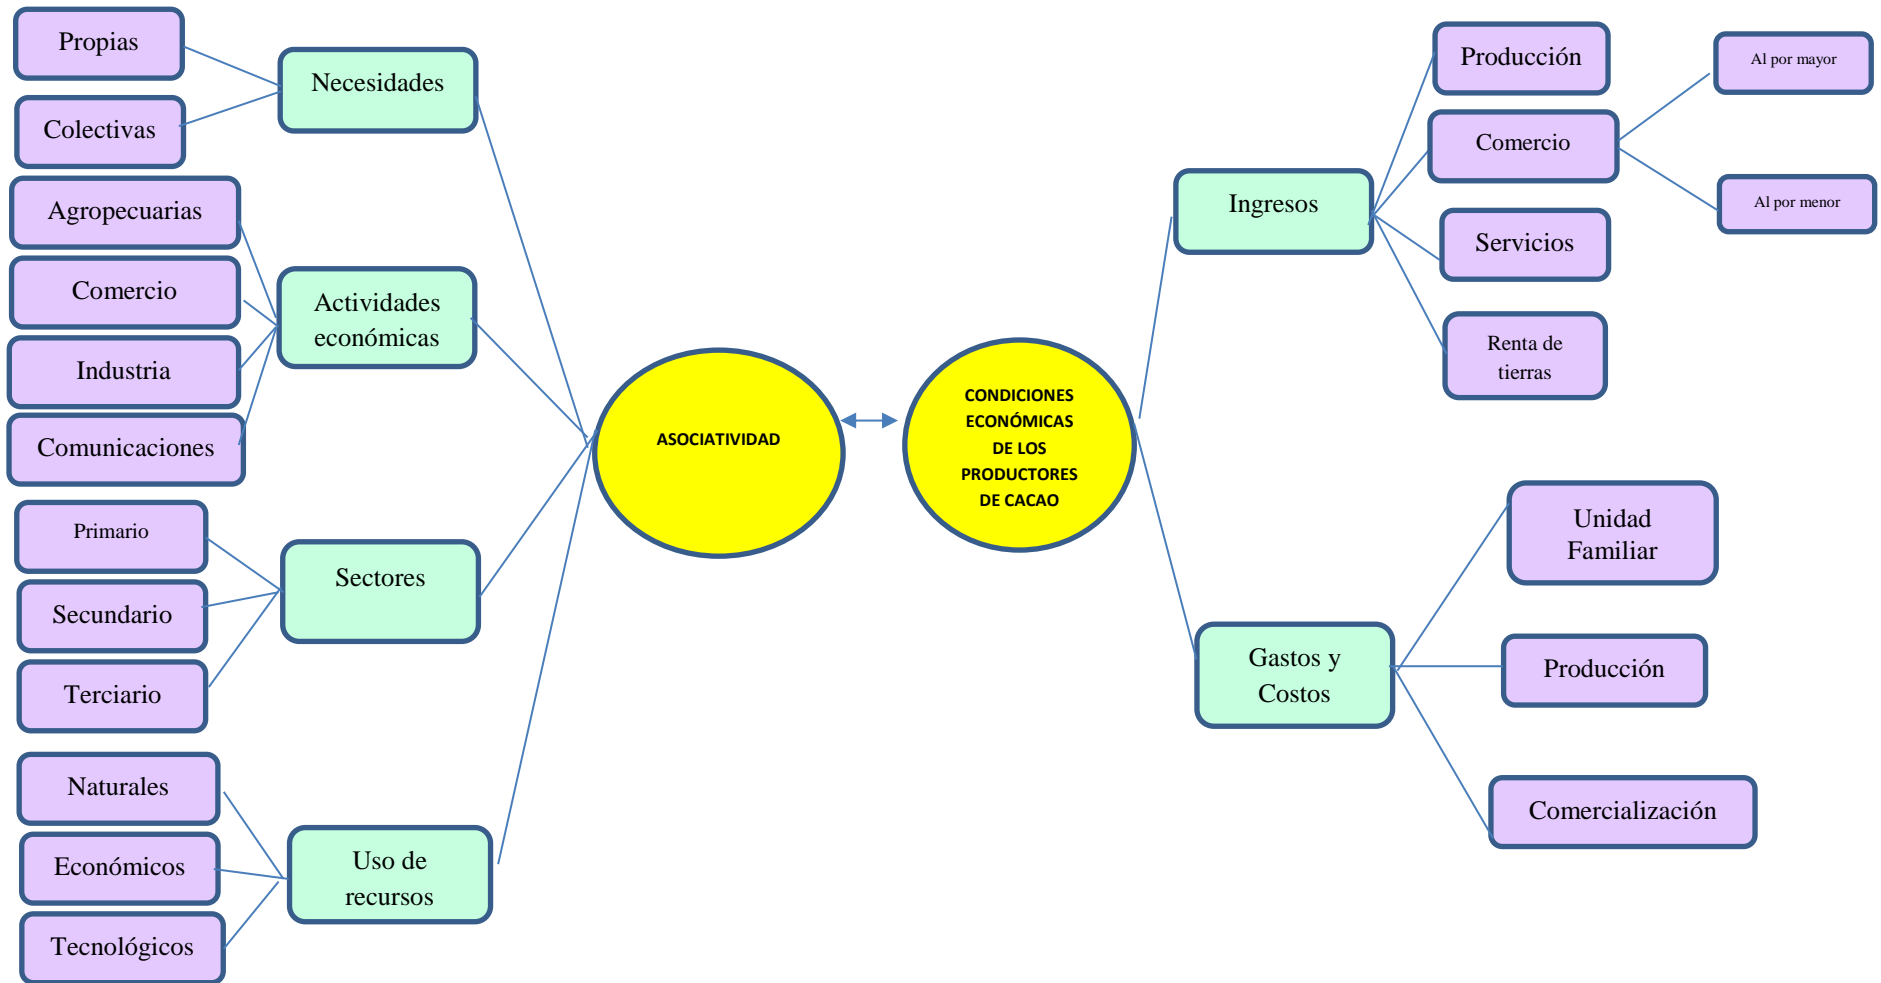 Propias
Colectivas
Necesidades
Agropecuarias
Comercio
Industria
Comunicaciones
Actividades
económicas
Primario
Secundario
Terciario
Sectores
Naturales
Económicos
Tecnológicos
Uso de
recursos
ASOCIATIVIDAD
CONDICIONES
ECONÓMICAS
DE LOS
PRODUCTORES
DE CACAO
Ingresos
Producción
Comercio
Al por mayor
Al por menor
Servicios
Renta de
tierras
Gastos y
Costos
Unidad
Familiar
Producción
Comercialización